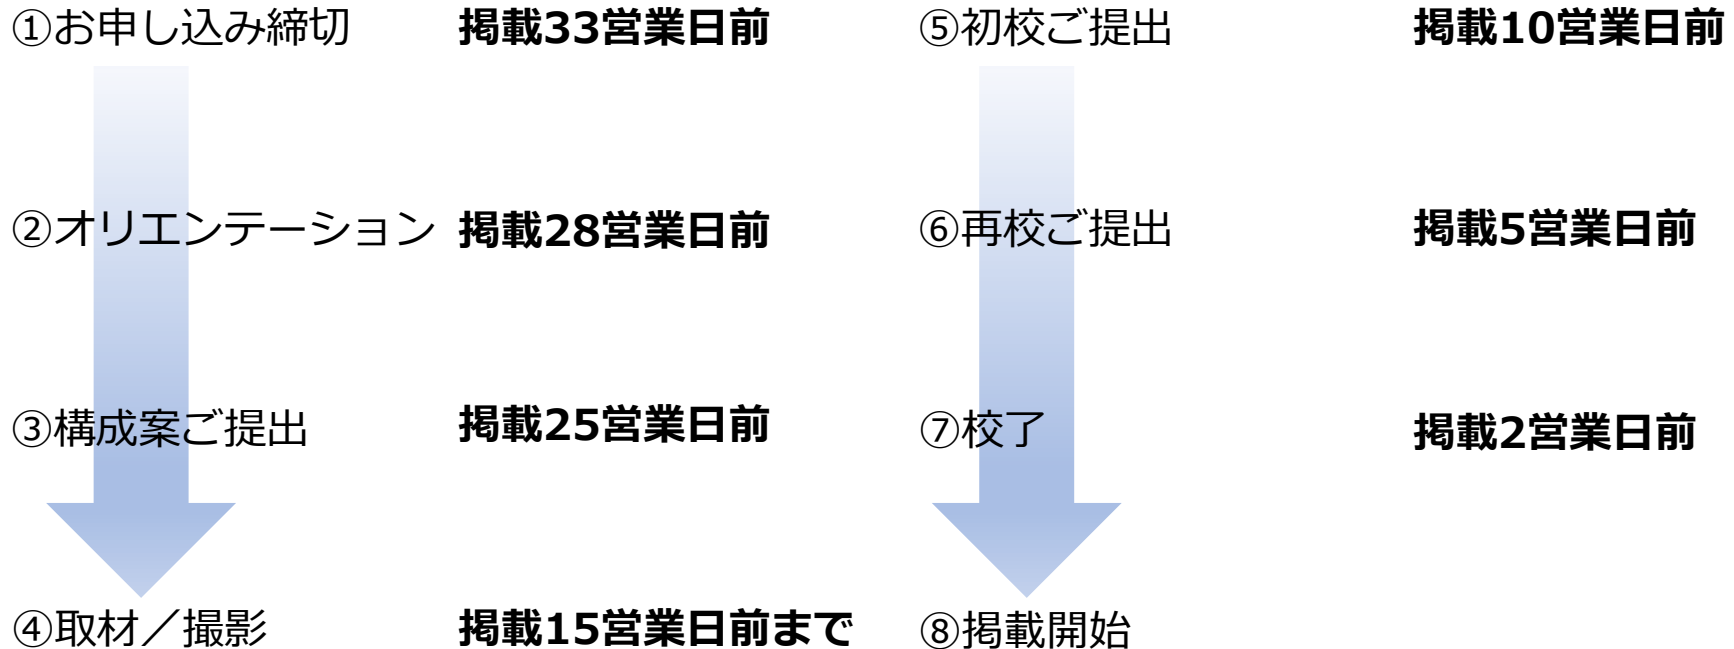 ①お申し込み締切 掲載33営業日前
②オリエンテーション 掲載28営業日前
③構成案ご提出 掲載25営業日前
④取材／撮影 掲載15営業日前まで
⑤初校ご提出 掲載10営業日前
⑥再校ご提出 掲載5営業日前
⑦校了 掲載2営業日前
⑧掲載開始